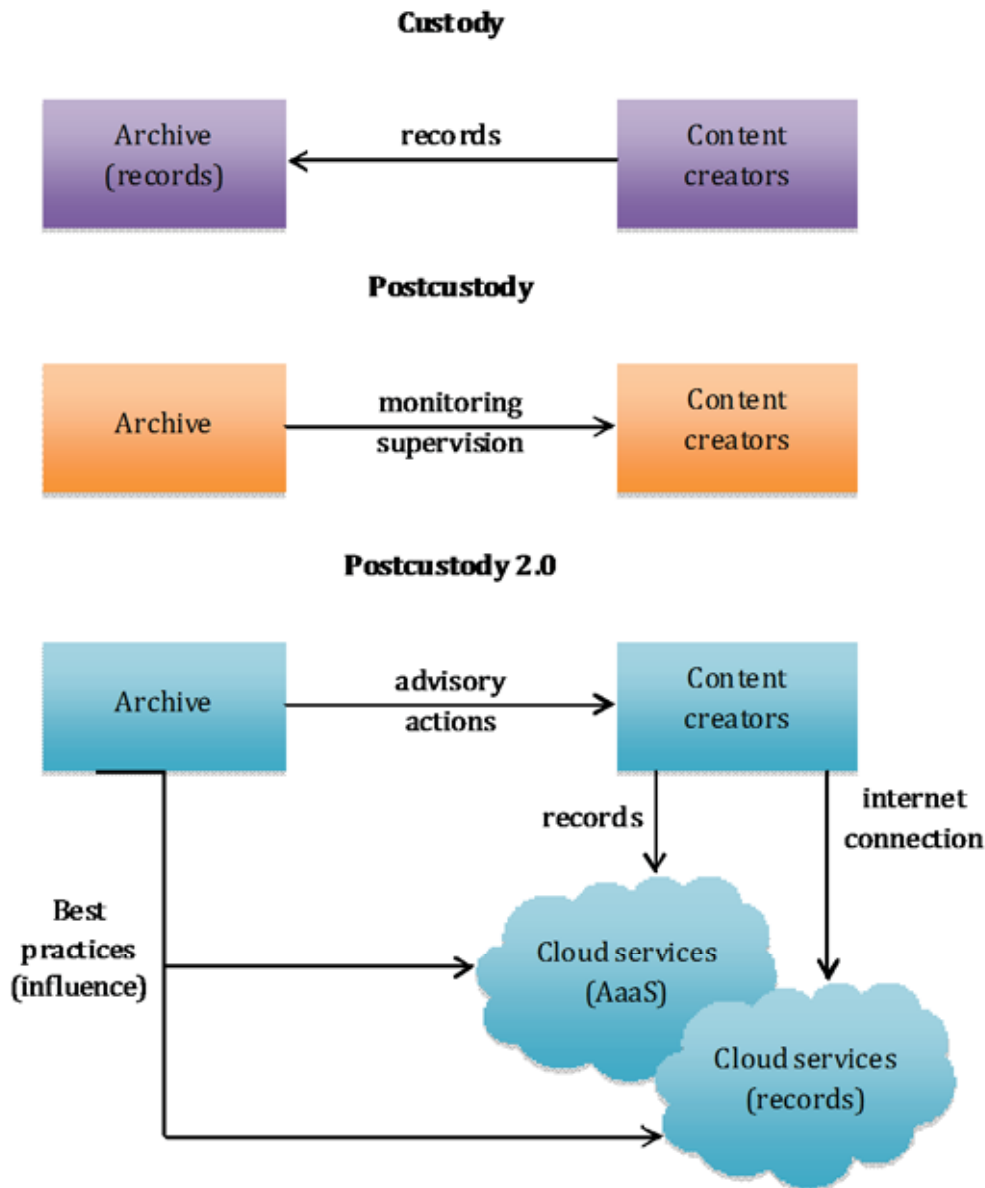 Custody
Archive
(records)
records
Content
creators
Postcustody
Archive
monitoring
supervision
Content
creators
Postcustody 2.0
Archive
advisory
actions
Content
creators
records
internet
connection
Best
practices
(influence)
Cloud services
(AaaS)
Cloud services
(records)